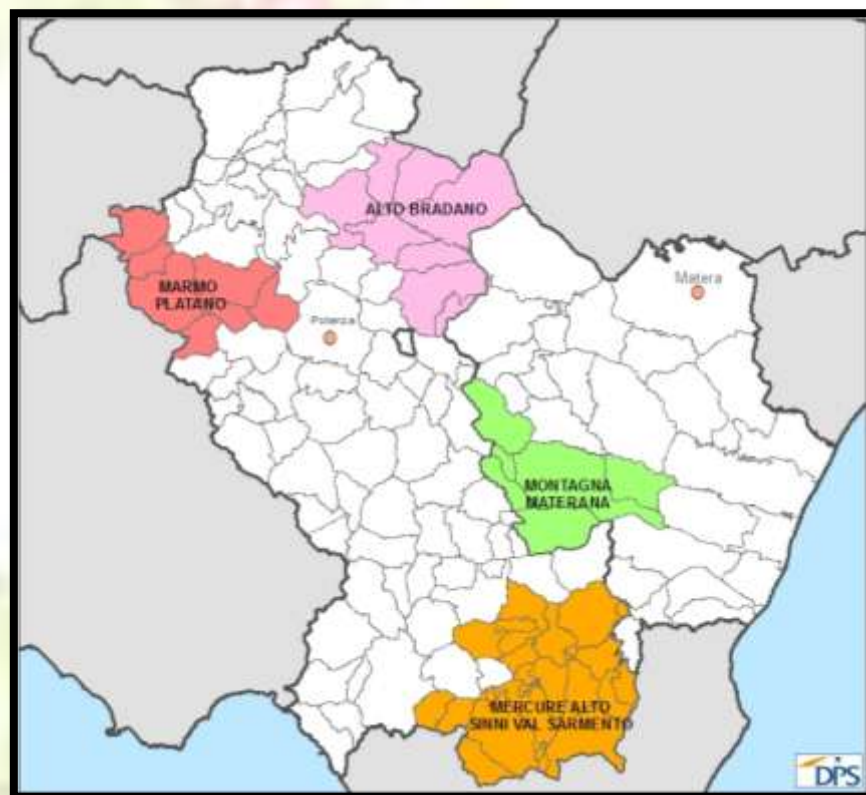 ALTO BRADANO
MARMO
PLATANO
Matera
Potenza
MONTAGNA
MATERANA
MERCURE ALTO
SINNI VAL SARMENTO
DPS